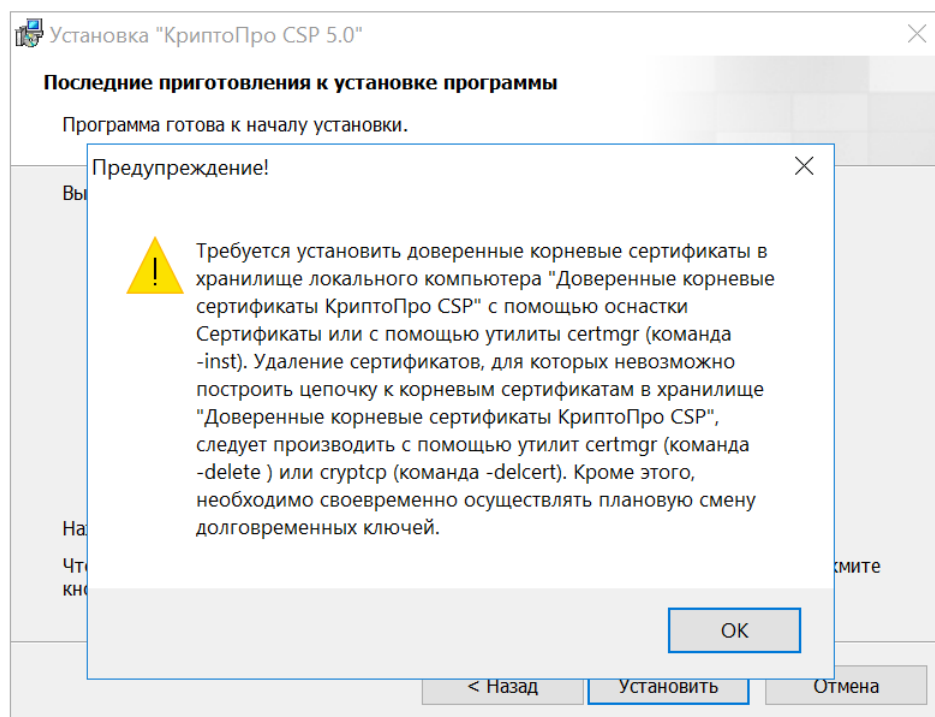 Установка "КриптоПро CSP 5.0"
Последние приготовления к установке программы
Программа готова к началу установки.
Предупреждение!
Требуется установить доверенные корневые сертификаты в
хранилище локального компьютера "Доверенные корневые
сертификаты КриптоПро CSP" с помощью оснастки
Сертификаты или с помощью утилиты certmgr (команда
-inst). Удаление сертификатов, для которых невозможно
построить цепочку к корневым сертификатам в хранилище
"Доверенные корневые сертификаты КриптоПро CSP",
следует производить с помощью утилит certmgr (команда
-delete ) или cryptcp (команда -delcert). Кроме этого,
необходимо своевременно осуществлять плановую смену
долговременных ключей.
OK
< Назад Установить Отмена